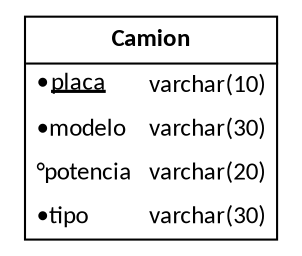 Camion
•placa varchar(10)
•modelo varchar(30)
°potencia varchar(20)
•tipo varchar(30)